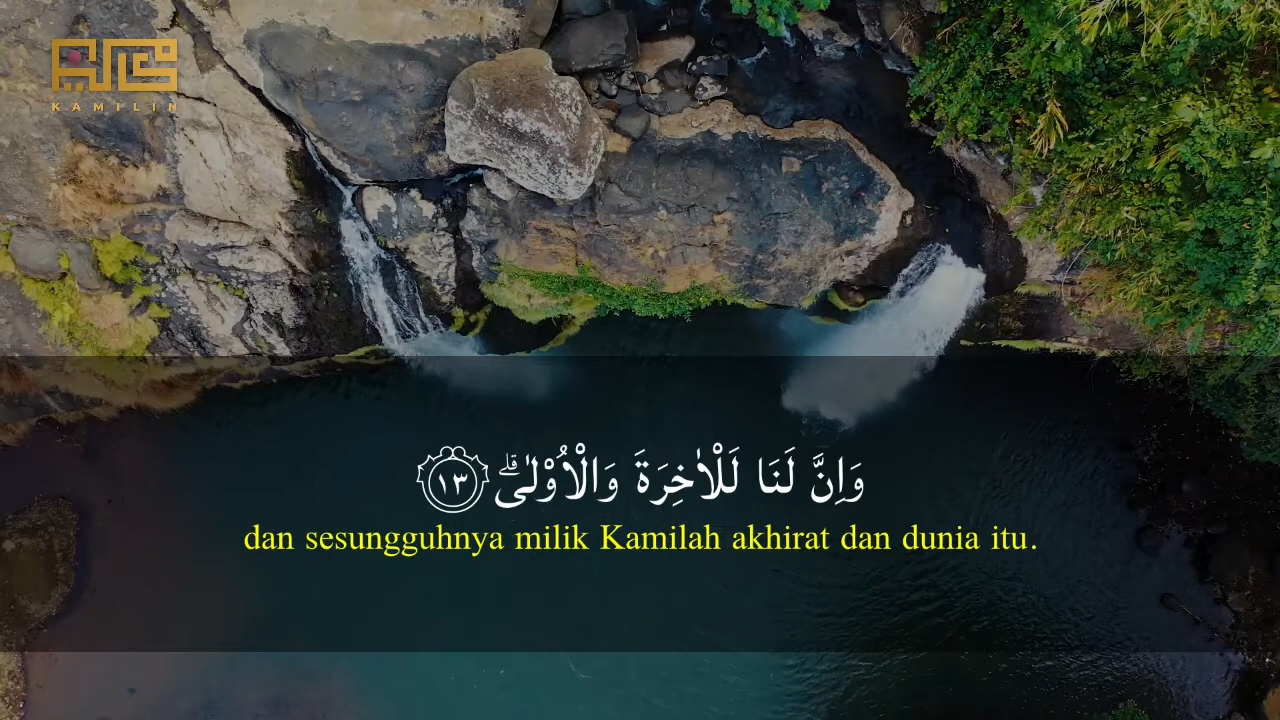 KAMILIN
وَاِنَّ لَنَا لَلْاٰخِرَةَ وَالْاُوْلٰىۗ ١٣
dan sesungguhnya milik Kamilah akhirat dan dunia itu.